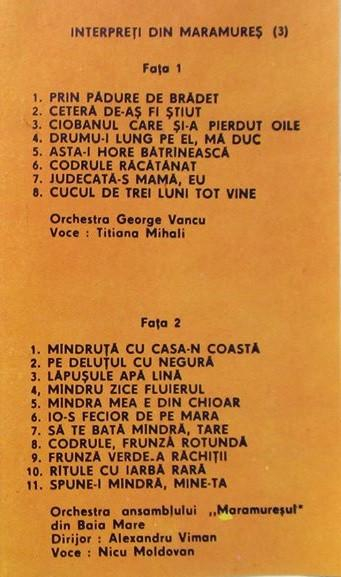 INTERPREȚI DIN MARAMUREȘ (3)
Fața 1
1. PRIN PĂDURE DE BRĂDET
2. CETERĂ DE-AȘ FI ȘTIUT
3. CIOBANUL CARE ȘI-A PIERDUT OILE
4. DRUMU-I LUNG PE EL, MĂ DUC
5. ASTA-I HORE BĂTRÎNEASCĂ
6. CODRULE RĂCĂTĂNAT
7. JUDECATĂ-S MAMĂ, EU
8. CUCUL DE TREI LUNI TOT VINE
Orchestra George Vancu
Voce : Titiana Mihali
Fața 2
1. MÎNDRUȚĂ CU CASA-N COASTĂ
2. PE DELUȚUL CU NEGURĂ
3. LĂPUȘULE APĂ LINĂ
4, MÎNDRU ZICE FLUIERUL
5. MÎNDRA MEA E DIN CHIOAR
6. IO-S FECIOR DE PE MARA
7. SĂ TE BATĂ MÎNDRĂ, TARE
8. CODRULE, FRUNZĂ ROTUNDĂ
9. FRUNZĂ VERDE-A RĂCHIȚII
10. RÎTULE CU IARBĂ RARĂ
11. SPUNE-I MÎNDRĂ, MINE-TA
Orchestra ansamblului „Maramureșul"
din Baia Mare
Dirijor : Alexandru Viman
Voce : Nicu Moldovan